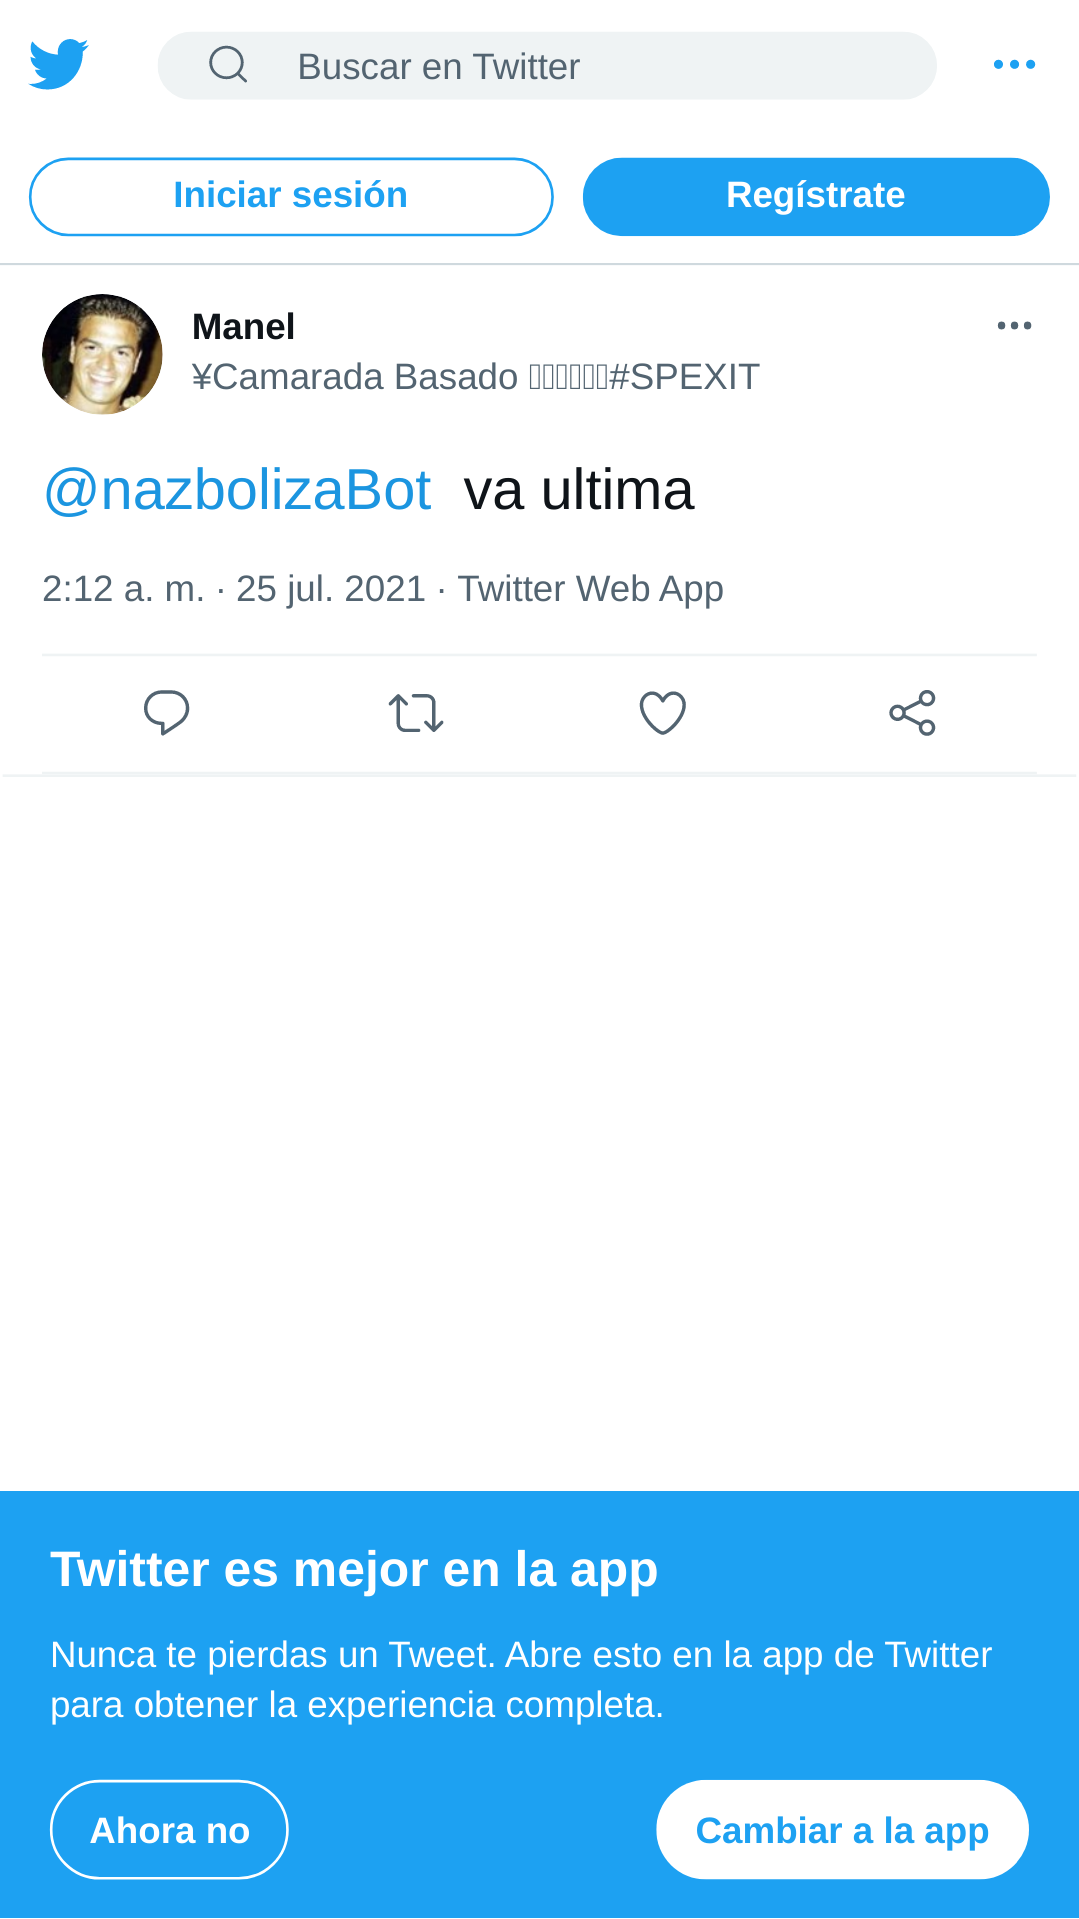 Buscar en Twitter
Iniciar sesión
Regístrate
Manel
¥Camarada Basado #SPEXIT
@nazbolizaBot va ultima
2:12 a. m. · 25 jul. 2021 · Twitter Web App
Twitter es mejor en la app
Nunca te pierdas un Tweet. Abre esto en la app de Twitter
para obtener la experiencia completa.
Ahora no
Cambiar a la app